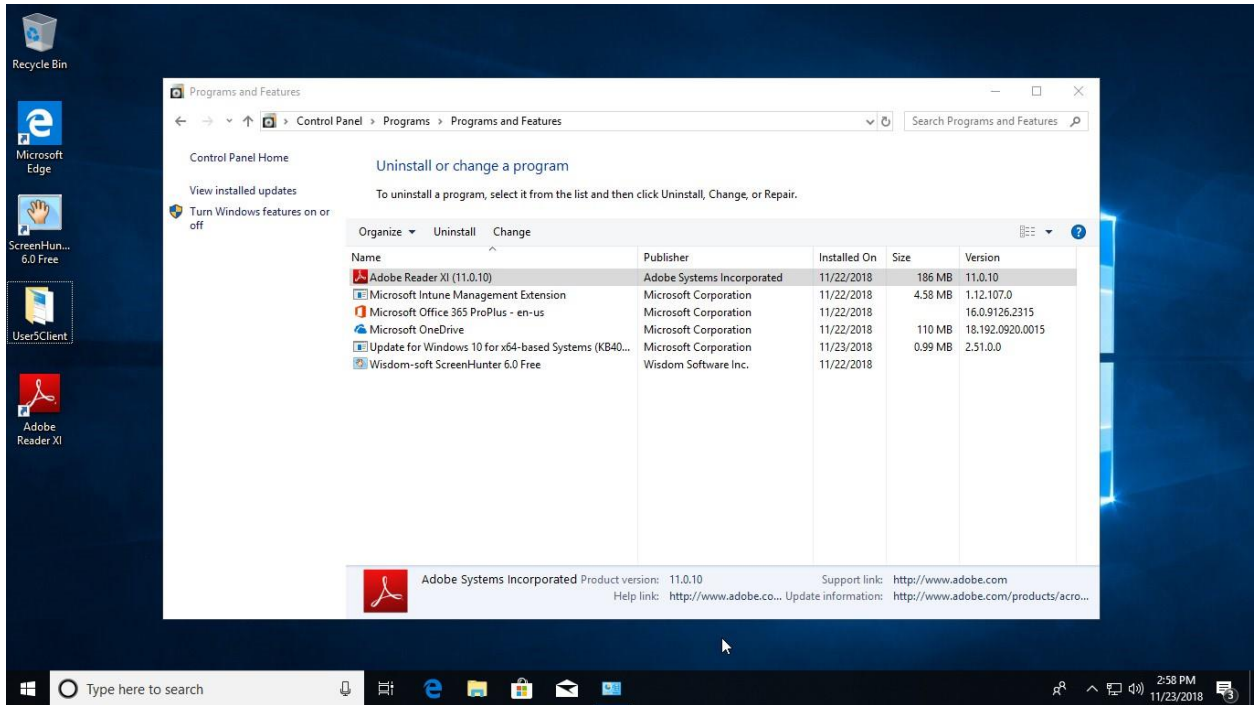 Recycle Bin
Microsoft
Edge
ScreenHun...
6.0 Free
User5Client
Adobe
Reader XI
Programs and Features
Control Panel > Programs > Programs and Features
Search Programs and Features
Control Panel Home
View installed updates
Turn Windows features on or
off
Uninstall or change a program
To uninstall a program, select it from the list and then click Uninstall, Change, or Repair.
Organize Uninstall Change
Name Publisher Installed On Size Version
Adobe Reader XI (11.0.10) Adobe Systems Incorporated 11/22/2018 186 MB 11.0.10
Microsoft Intune Management Extension Microsoft Corporation 11/22/2018 4.58 MB 1.12.107.0
Microsoft Office 365 ProPlus - en-us Microsoft Corporation 11/22/2018 16.0.9126.2315
Microsoft OneDrive Microsoft Corporation 11/22/2018 110 MB 18.192.0920.0015
Update for Windows 10 for x64-based Systems (KB40... Microsoft Corporation 11/23/2018 0.99 MB 2.51.0.0
Wisdom-soft ScreenHunter 6.0 Free Wisdom Software Inc. 11/22/2018
Adobe Systems Incorporated Product version: 11.0.10 Support link: http://www.adobe.com
Help link: http://www.adobe.co... Update information: http://www.adobe.com/products/acro...
Type here to search
2:58 PM
11/23/2018
3